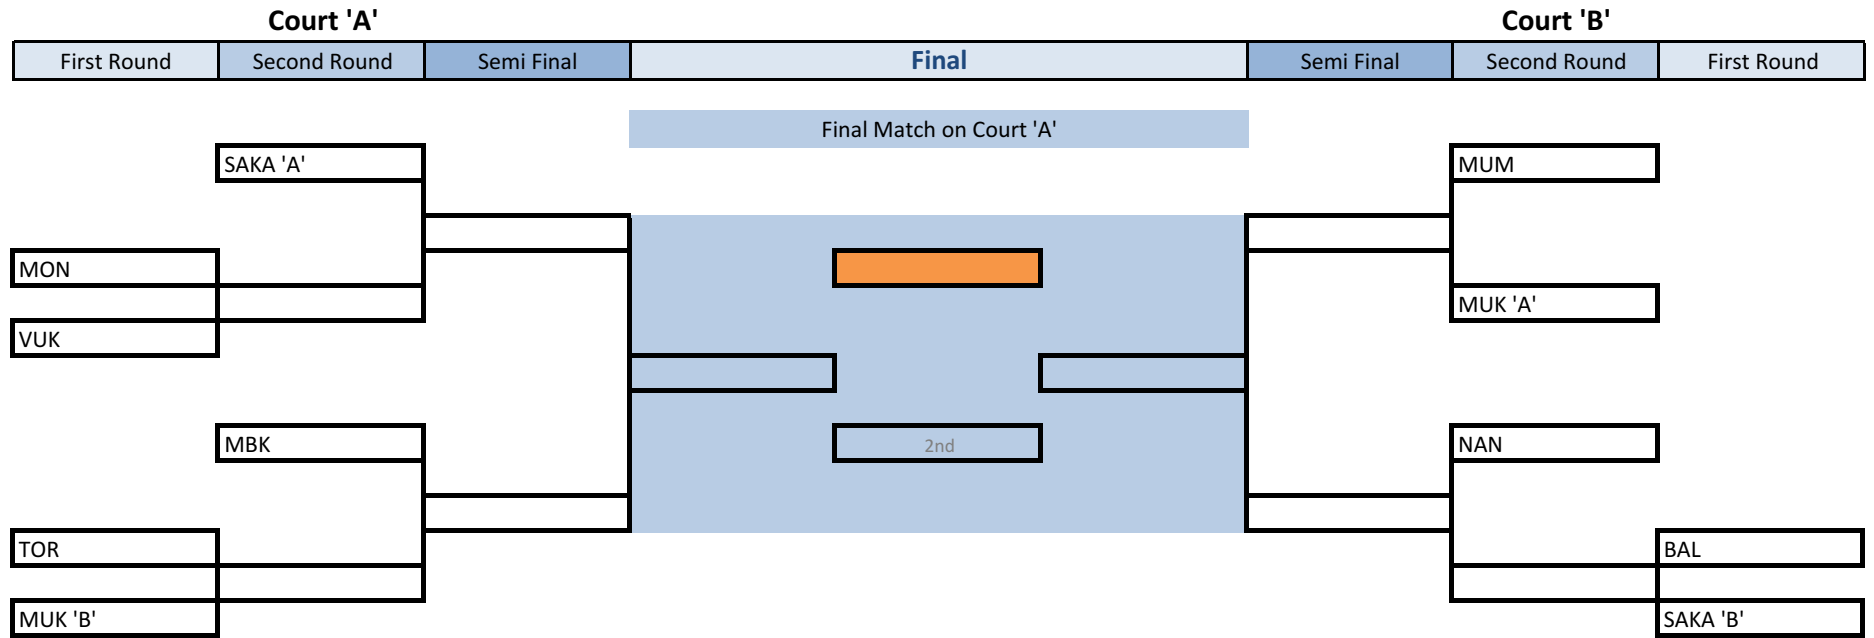 Court 'A' Court 'B'
First Round Second Round Semi Final Final Semi Final Second Round First Round
Final Match on Court 'A'
SAKA 'A' MUM
MON
MUK 'A'
VUK
MBK 2nd NAN
TOR BAL
MUK 'B' SAKA 'B'